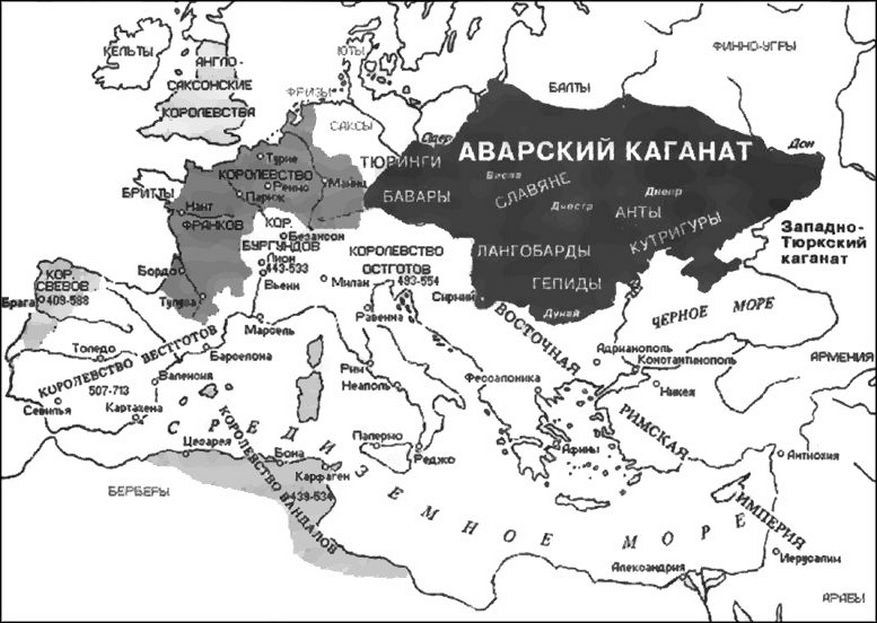 КЕЛЬТЫ
АНГЛО-
САКСОНСКИЕ
КОРОЛЕВСТВА
ЮТЫ
ФРИЗЫ
САКСЫ
БАЛТЫ
ФИННО-УГРЫ
Одер
ТЮРИНГИ
АВАРСКИЙ КАГАНАТ
Дон
Висла
СЛАВЯНЕ
Днепр
Днестр
АНТЫ
БАВАРЫ
КУТРИГУРЫ
ЛАНГОБАРДЫ
ГЕПИДЫ
Дунай
ЗАПАДНО-
ТЮРКСКИЙ
КАГАНАТ
Турне
КОРОЛЕВСТВО
Майнц
Париж
БРИТТЫ
Нант
ФРАНКОВ
КОР.
Безансон
БУРГУНДОВ
Лион
443-533
Вьенн
Бордо
Тулуза
КОРОЛЕВСТВО
ОСТГОТОВ
493-554
Милан
Сирмий
Равенна
КОР.
СВЕВОВ
409-588
Брага
Марсель
ЧЕРНОЕ МОРЕ
ВОСТОЧНАЯ
РИМСКАЯ
ИМПЕРИЯ
Адрианополь
Константинополь
АРМЕНИЯ
Никея
Толедо
КОРОЛЕВСТВО ВЕСТГОТОВ
507-713
Барселона
Валенсия
Севилья
Картахена
Рим
Неаполь
Фессалоника
СРЕДИЗЕМНОЕ МОРЕ
Цесарея
КОРОЛЕВСТВО ВАНДАЛОВ
Бона
Карфаген
439-534
Палермо
Реджо
Афины
Антиохия
БЕРБЕРЫ
Иерусалим
Александрия
АРАБЫ